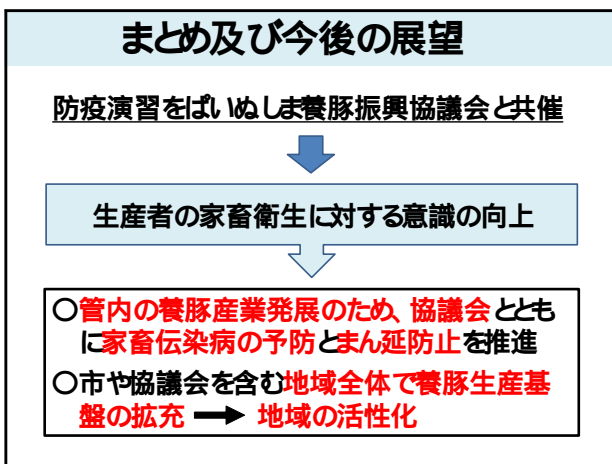 まとめ及び今後の展望
防疫演習をぱいぬしま養豚振興協議会と共催
生産者の家畜衛生に対する意識の向上
○管内の養豚産業発展のため、協議会ととも
に家畜伝染病の予防とまん延防止を推進
○市や協議会を含む地域全体で養豚生産基
盤の拡充 → 地域の活性化